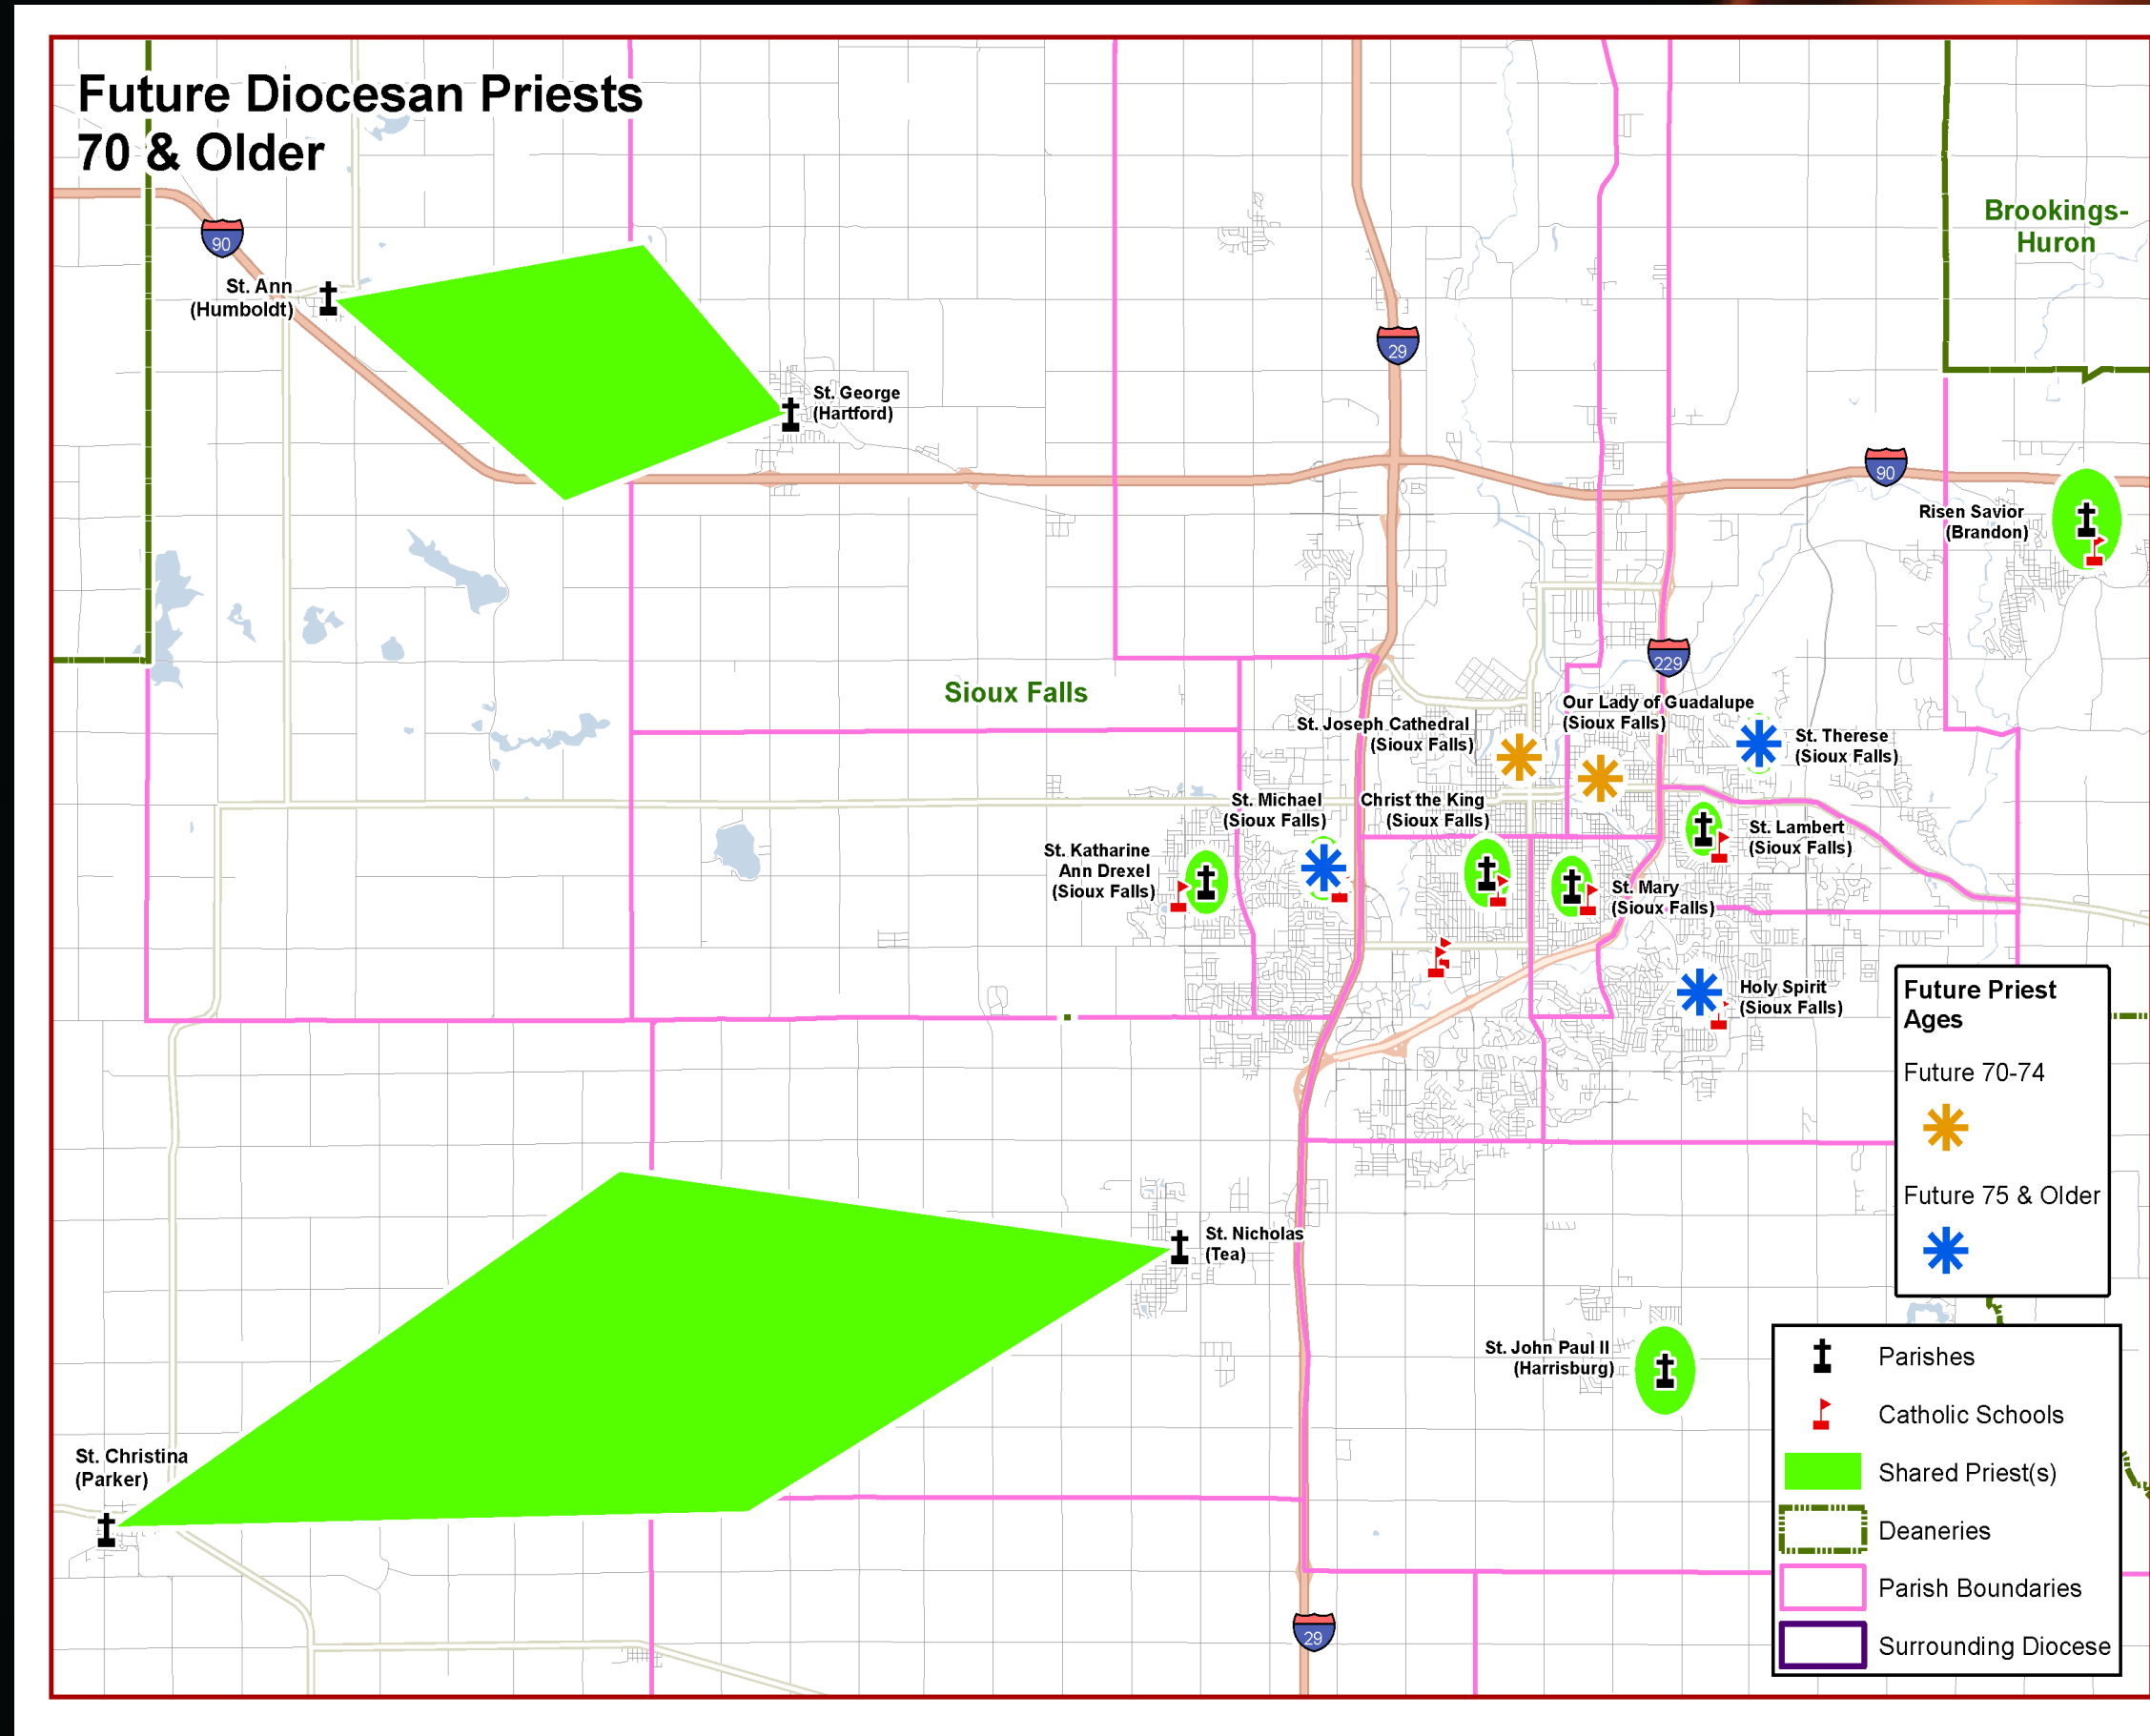 Future Diocesan Priests
70 & Older
90
St. Ann
(Humboldt)
St. George
(Hartford)
29
Brookings-
Huron
90
Risen Savior
(Brandon)
229
Sioux Falls
Our Lady of Guadalupe
(Sioux Falls)
St. Joseph Cathedral
(Sioux Falls)
St. Therese
(Sioux Falls)
St. Michael
(Sioux Falls)
Christ the King
(Sioux Falls)
St. Lambert
(Sioux Falls)
St. Katharine
Ann Drexel
(Sioux Falls)
St. Mary
(Sioux Falls)
Holy Spirit
(Sioux Falls)
Future Priest
Ages
Future 70-74
Future 75 & Older
St. Nicholas
(Tea)
St. John Paul II
(Harrisburg)
St. Christina
(Parker)
29
Parishes
Catholic Schools
Shared Priest(s)
Deaneries
Parish Boundaries
Surrounding Diocese